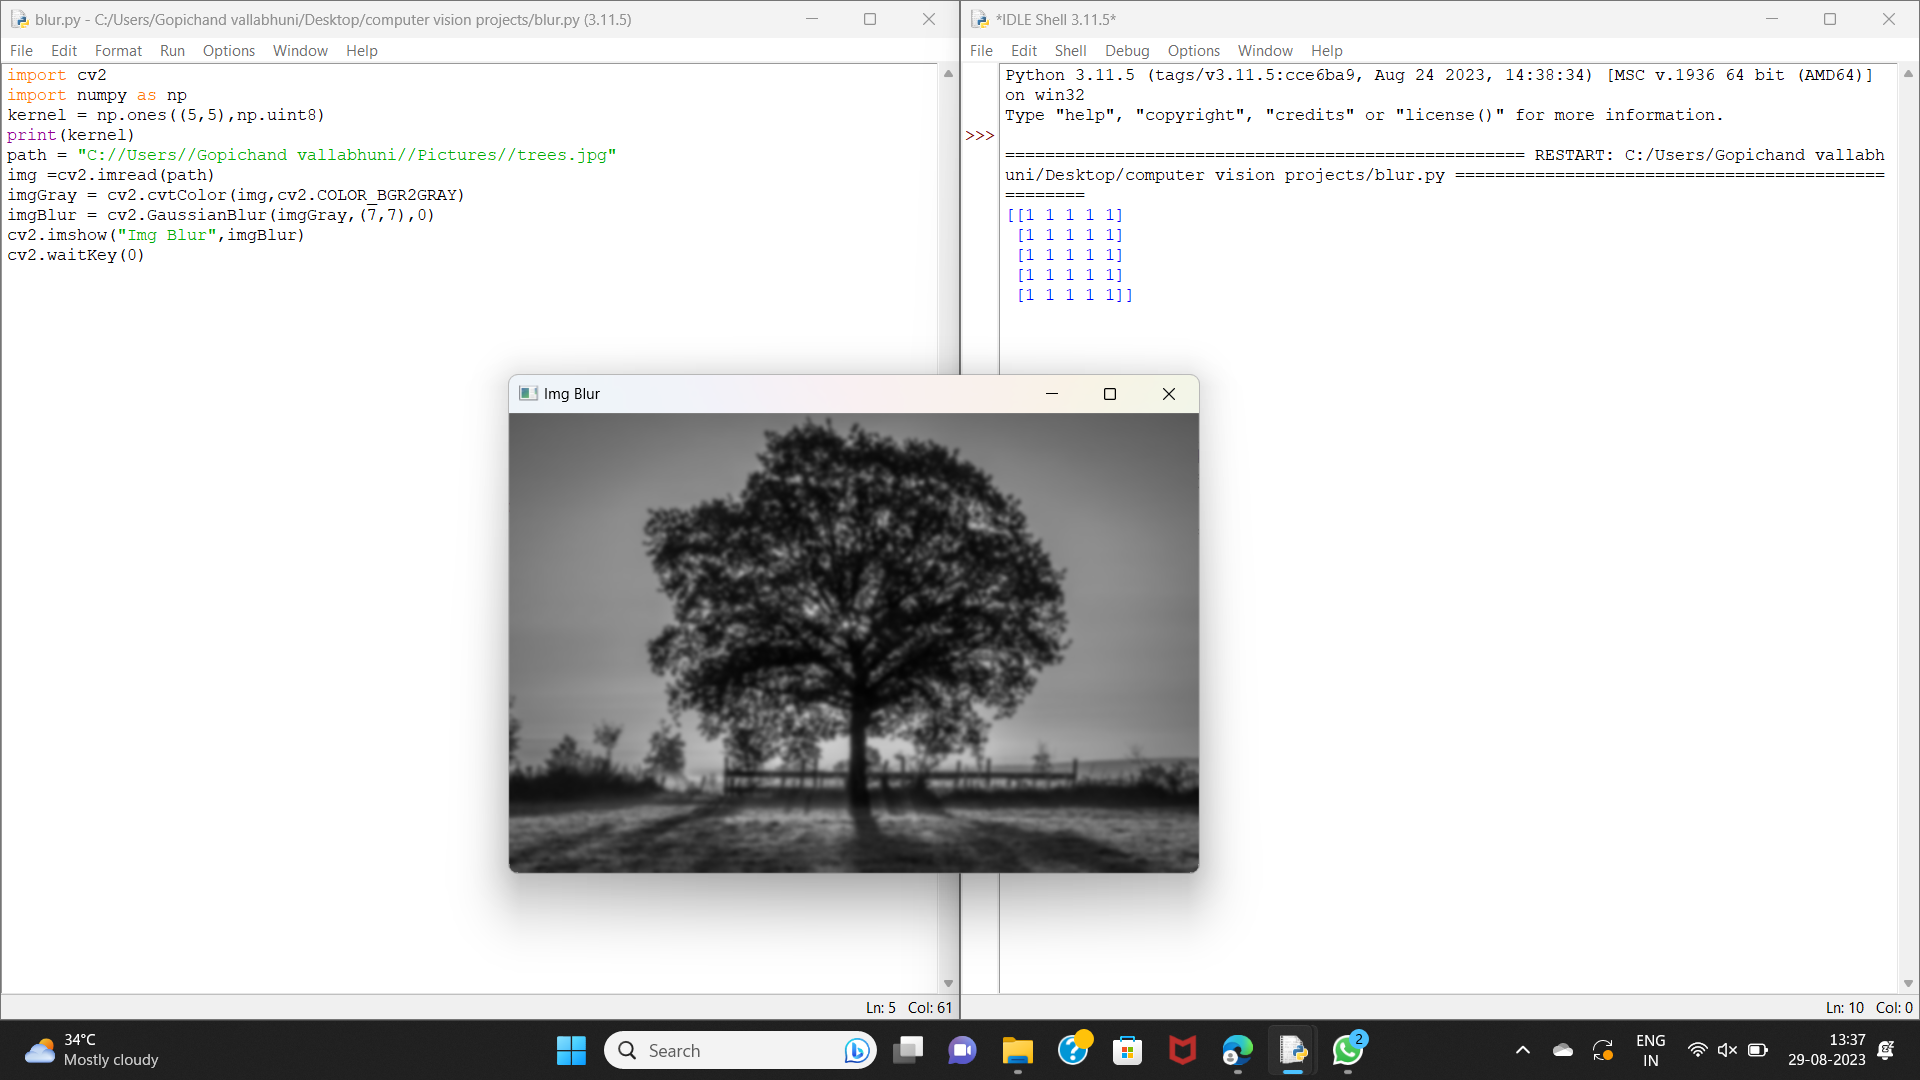 blur.py - C:/Users/Gopichand vallabhuni/Desktop/computer vision projects/blur.py (3.11.5)
File Edit Format Run Options Window Help
import cv2
import numpy as np
kernel = np.ones((5,5),np.uint8)
print(kernel)
path = "C://Users//Gopichand vallabhuni//Pictures//trees.jpg"
img =cv2.imread(path)
imgGray = cv2.cvtColor(img,cv2.COLOR_BGR2GRAY)
imgBlur = cv2.GaussianBlur(imgGray,(7,7),0)
cv2.imshow("Img Blur",imgBlur)
cv2.waitKey(0)
Ln: 5 Col: 61
*IDLE Shell 3.11.5*
File Edit Shell Debug Options Window Help
Python 3.11.5 (tags/v3.11.5:cce6ba9, Aug 24 2023, 14:38:34) [MSC v.1936 64 bit (AMD64)]
on win32
Type "help", "copyright", "credits" or "license()" for more information.
>>>
==================================================== RESTART: C:/Users/Gopichand vallabh
uni/Desktop/computer vision projects/blur.py ===========================================
========
[[1 1 1 1 1]
[1 1 1 1 1]
[1 1 1 1 1]
[1 1 1 1 1]
[1 1 1 1 1]]
Ln: 10 Col: 0
Img Blur
34°C
Mostly cloudy
Search
2
ENG
IN
13:37
29-08-2023